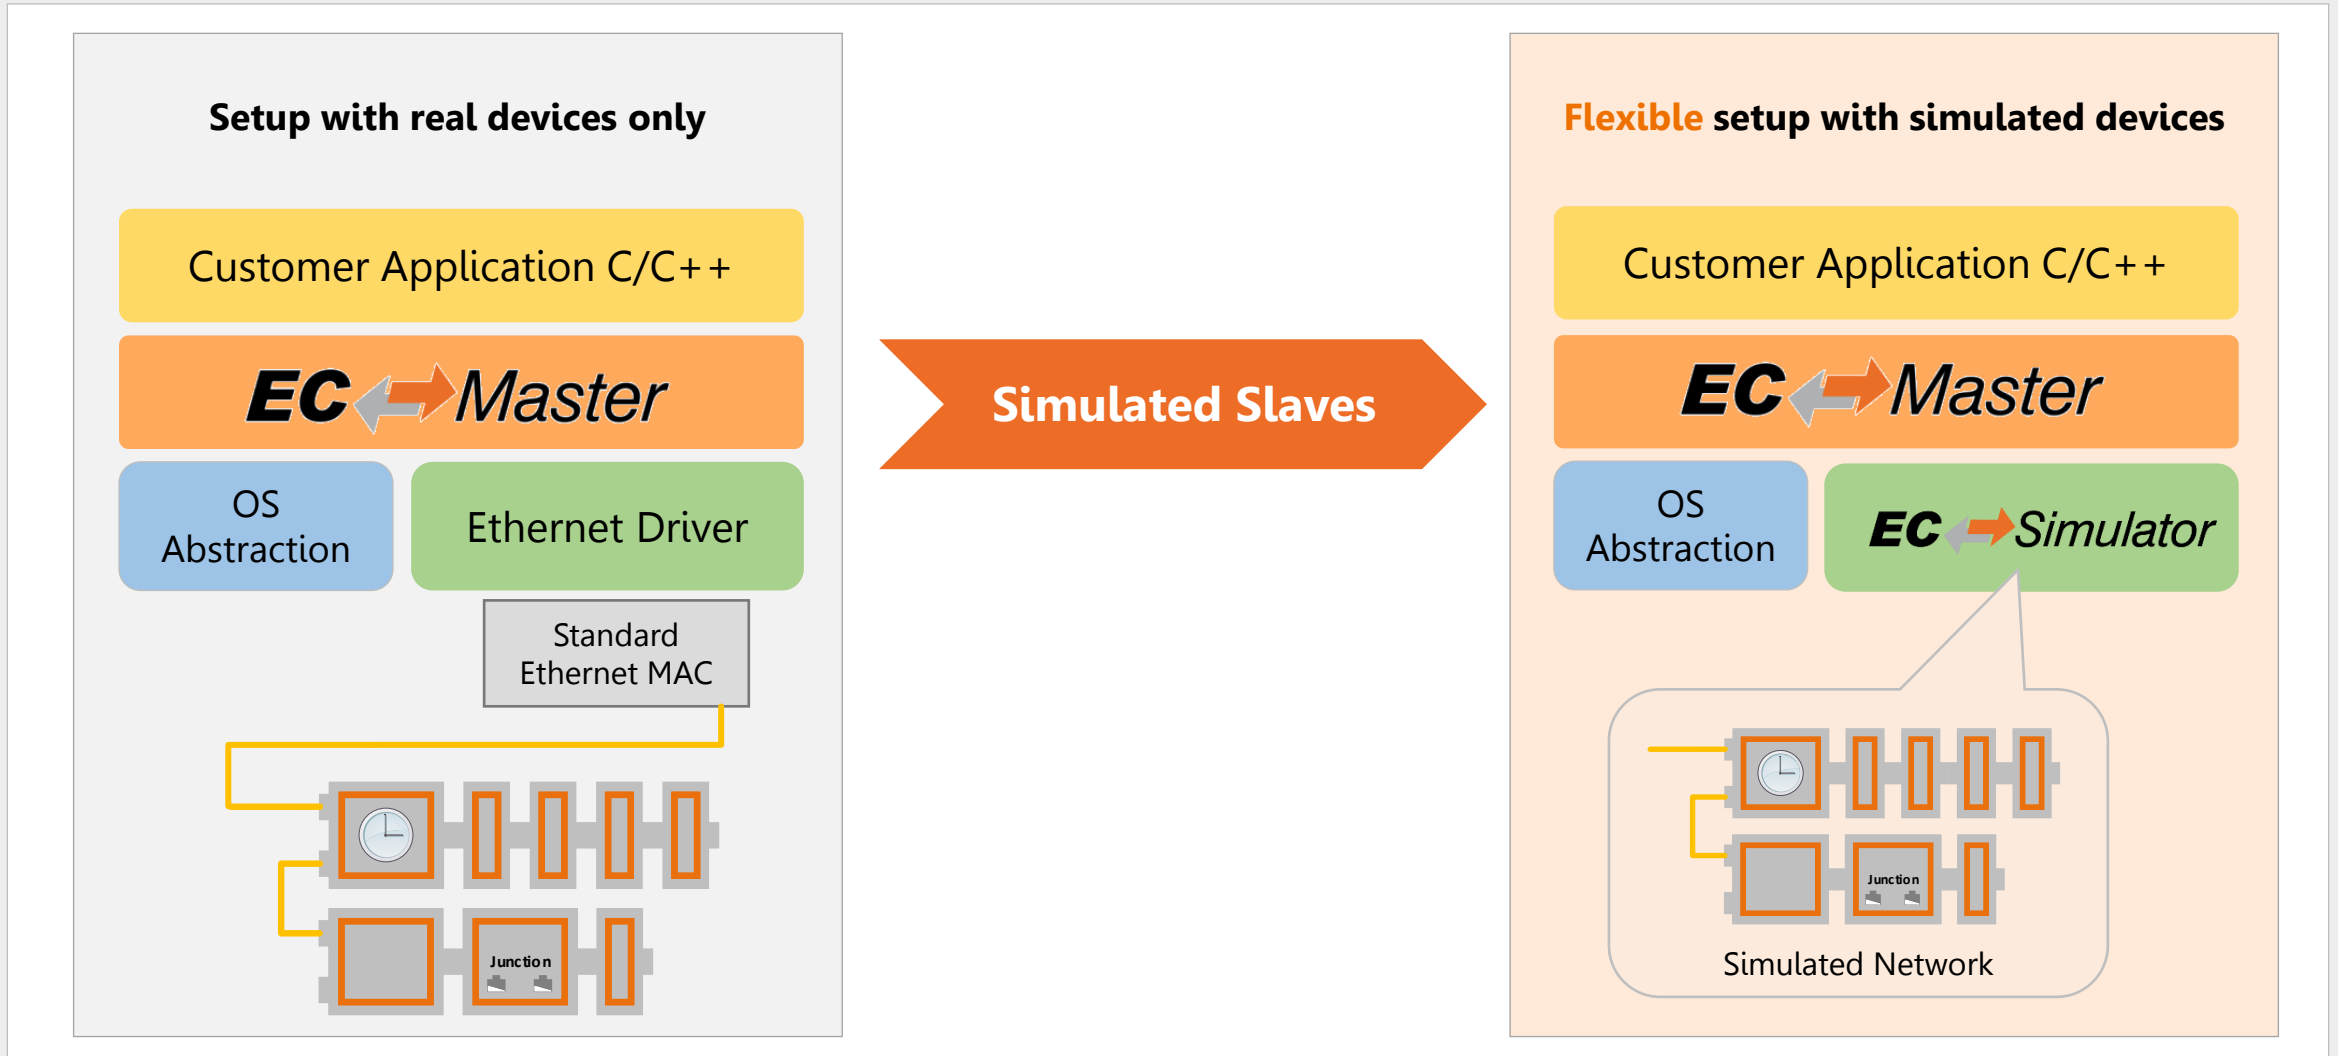 Setup with real devices only
Customer Application C/C++
EC Master
OS
Abstraction
Ethernet Driver
Standard
Ethernet MAC
Junction
Simulated Slaves
Flexible setup with simulated devices
Customer Application C/C++
EC Master
OS
Abstraction
EC Simulator
Junction
Simulated Network